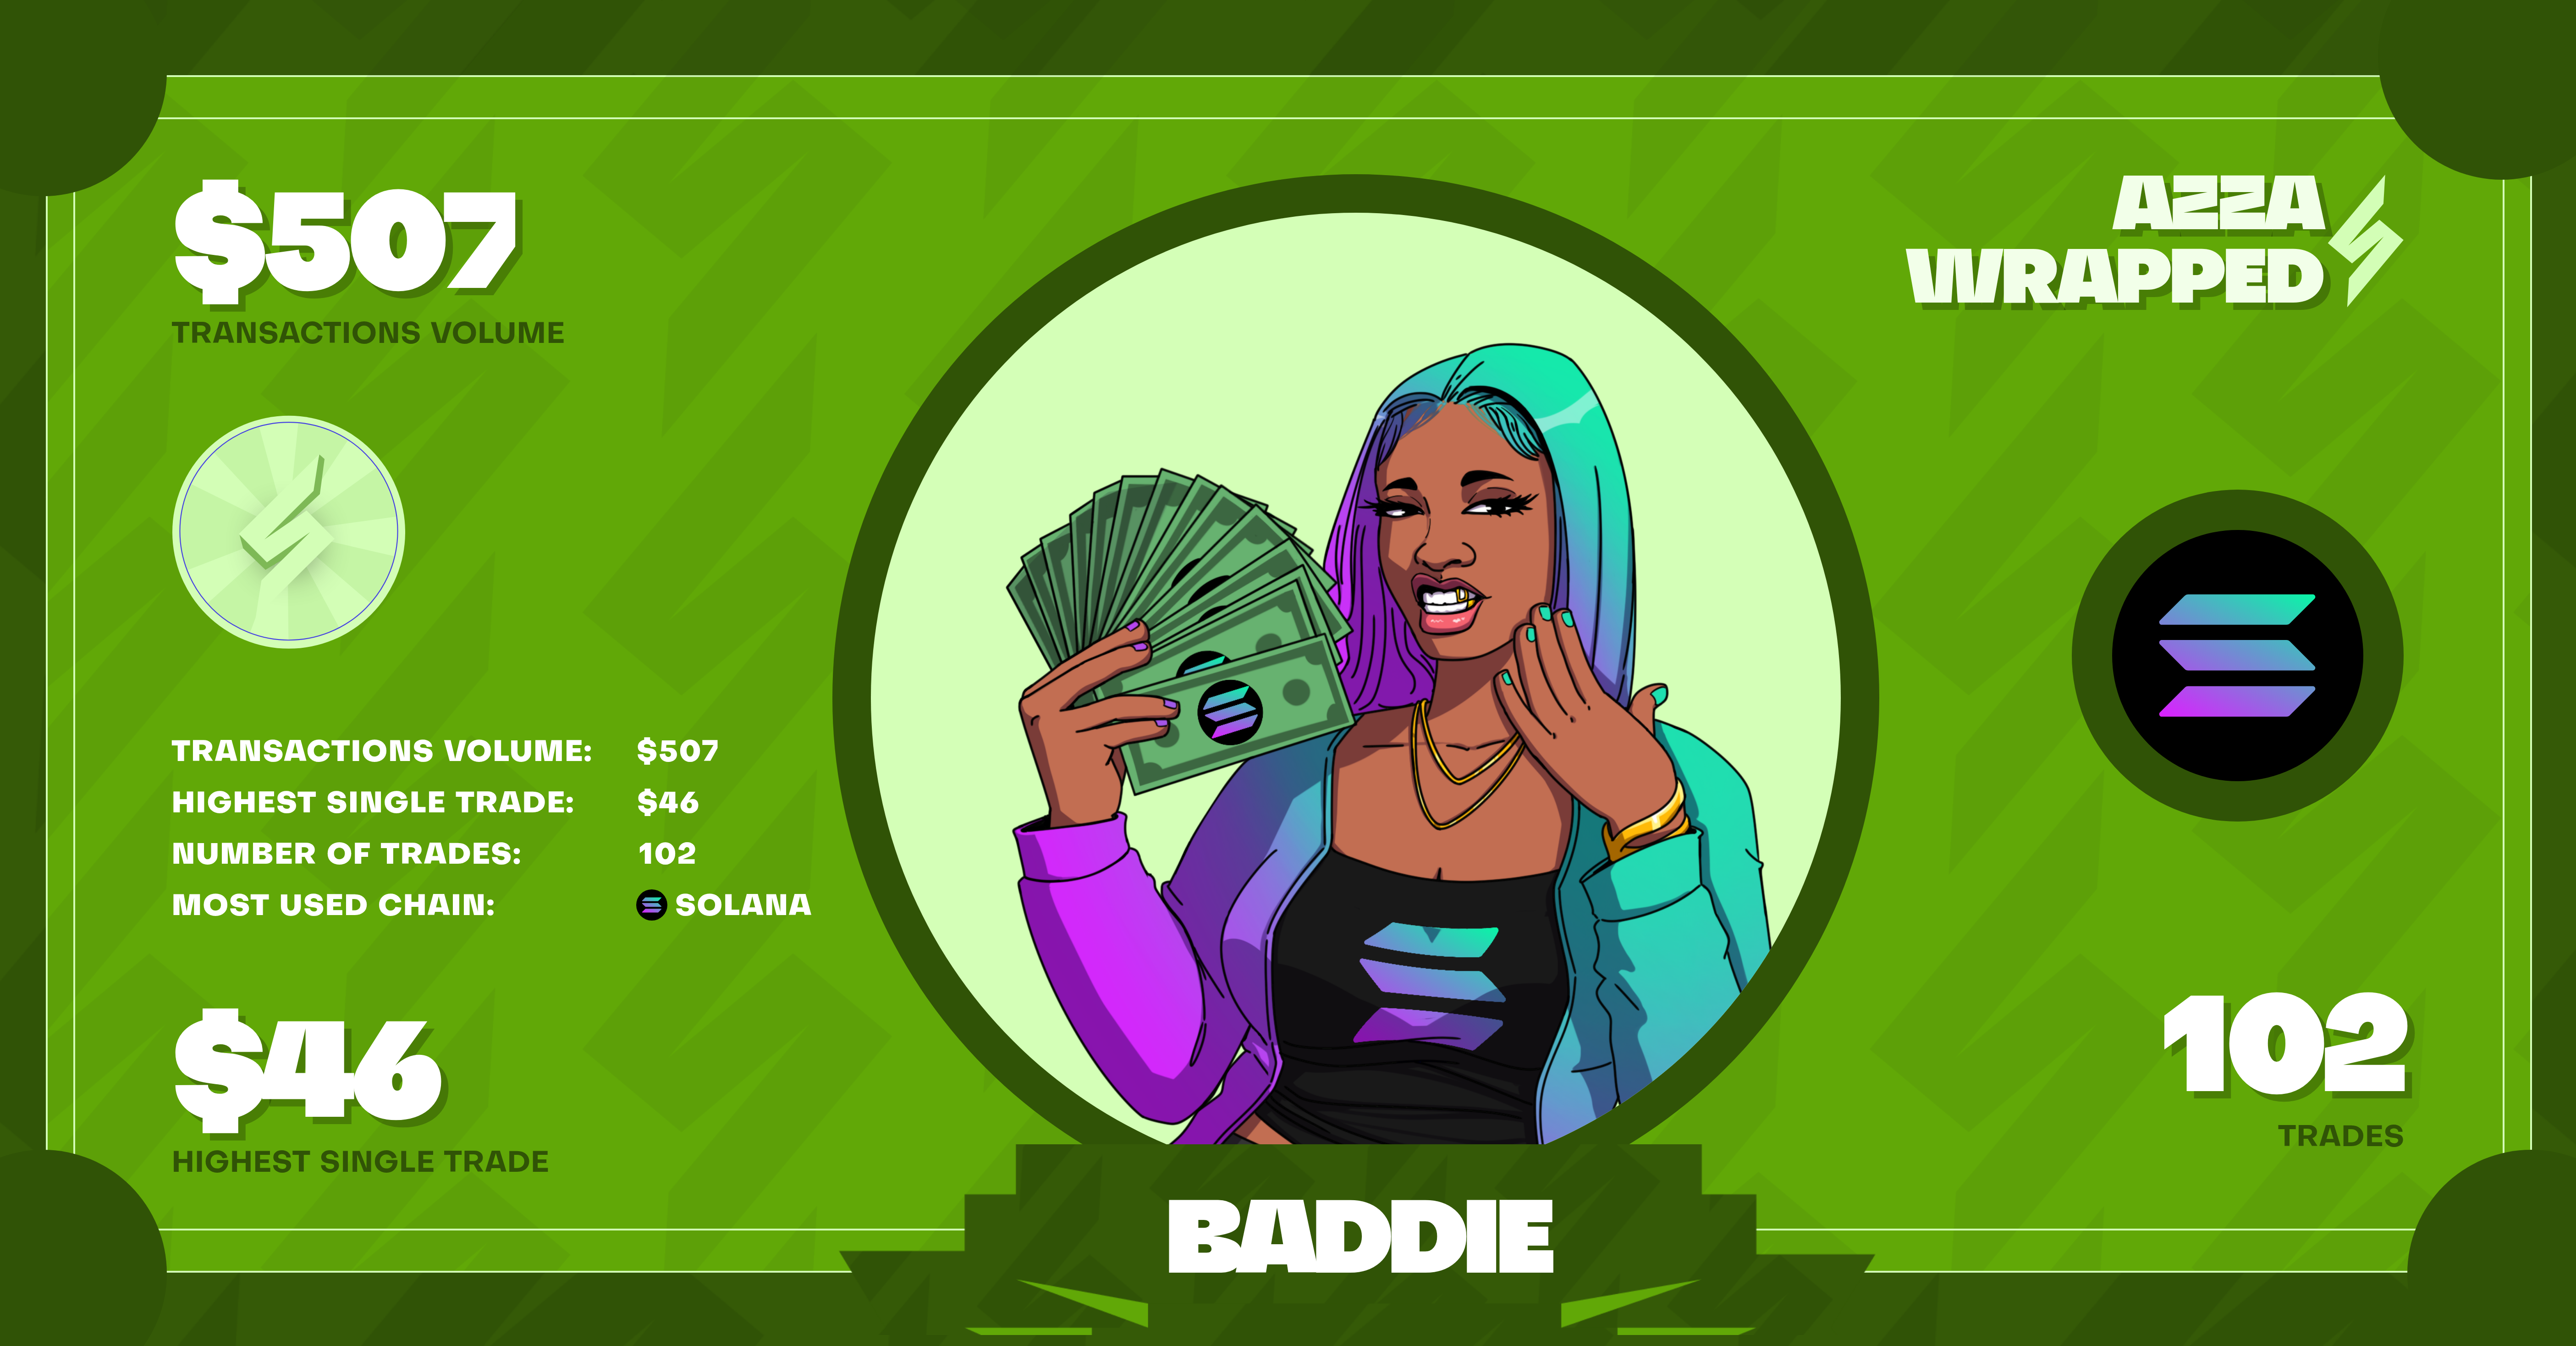 $507
TRANSACTIONS VOLUME
AZZA
WRAPPED
TRANSACTIONS VOLUME: $507
HIGHEST SINGLE TRADE: $46
NUMBER OF TRADES: 102
MOST USED CHAIN: SOLANA
$46
HIGHEST SINGLE TRADE
102
TRADES
BADDIE